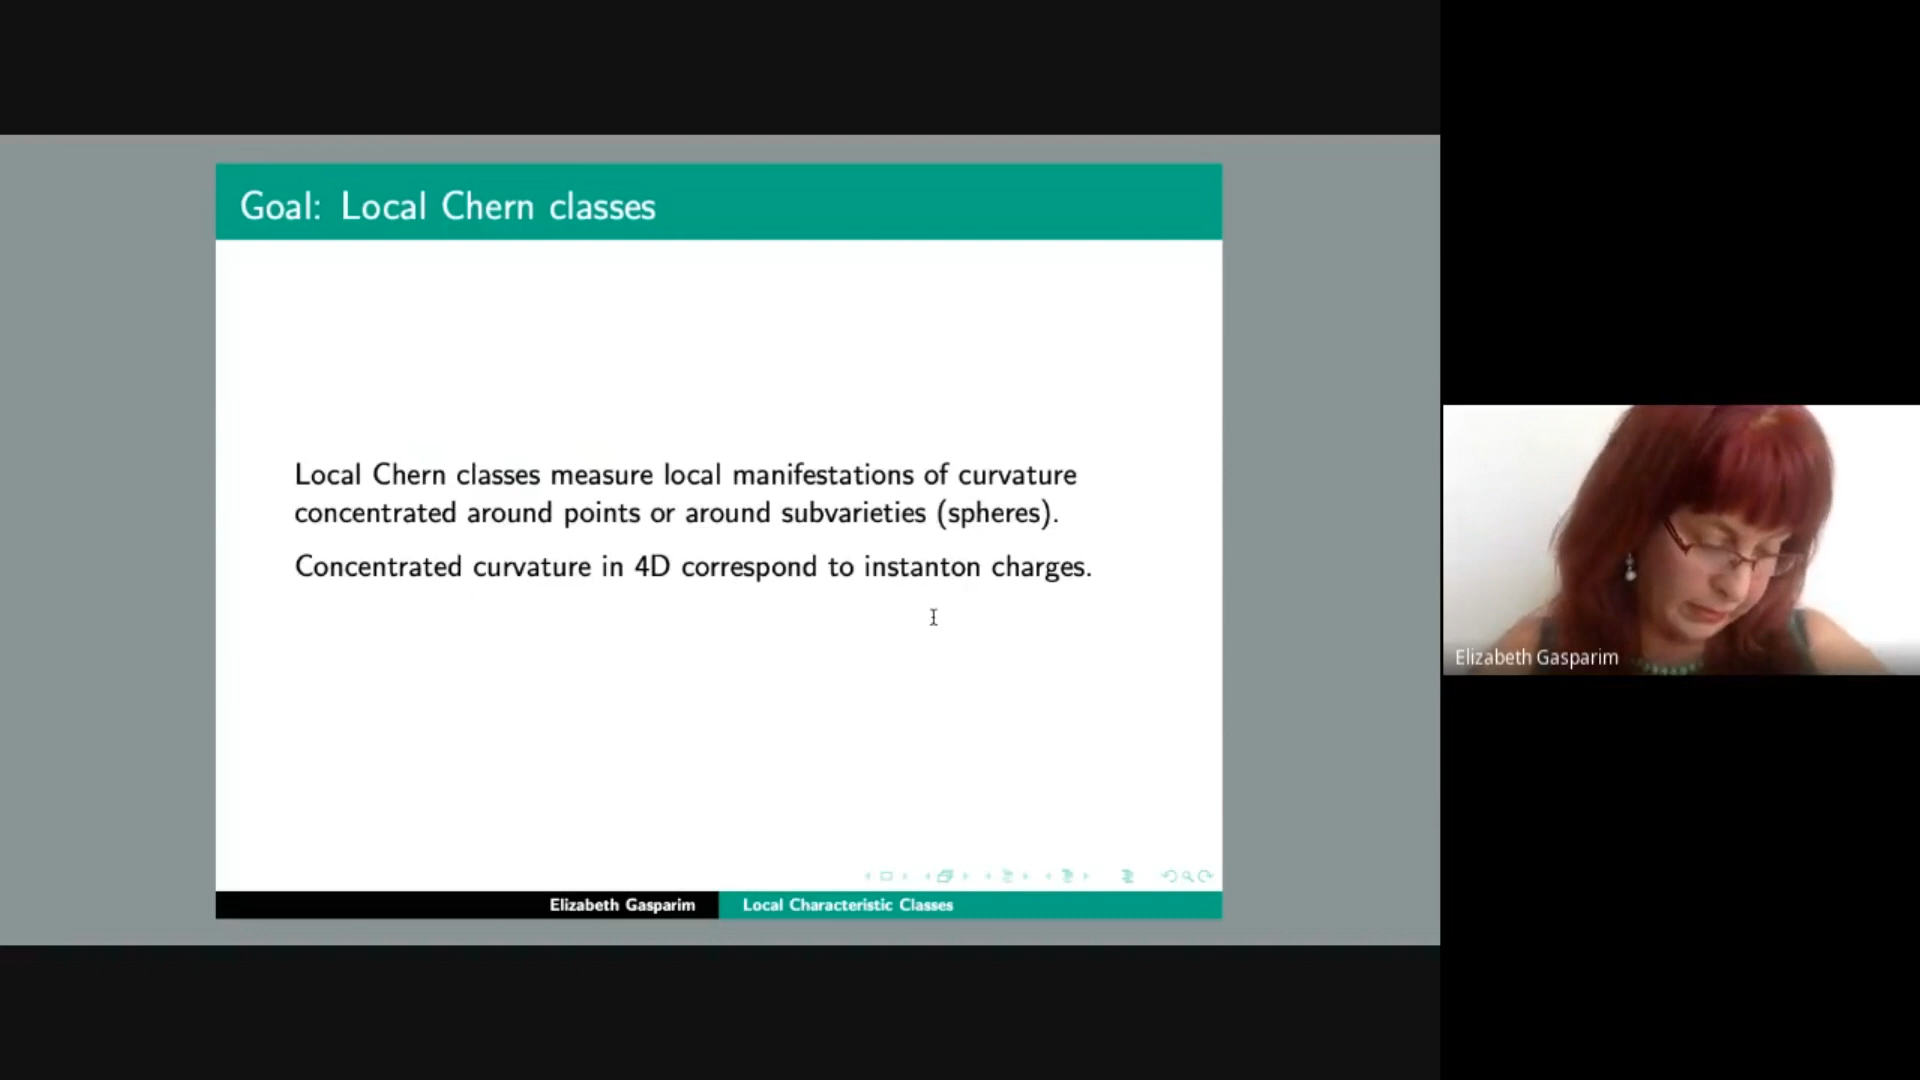 Goal: Local Chern classes
Local Chern classes measure local manifestations of curvature
concentrated around points or around subvarieties (spheres).
Concentrated curvature in 4D correspond to instanton charges.
Elizabeth Gasparim
Local Characteristic Classes
Elizabeth Gasparim